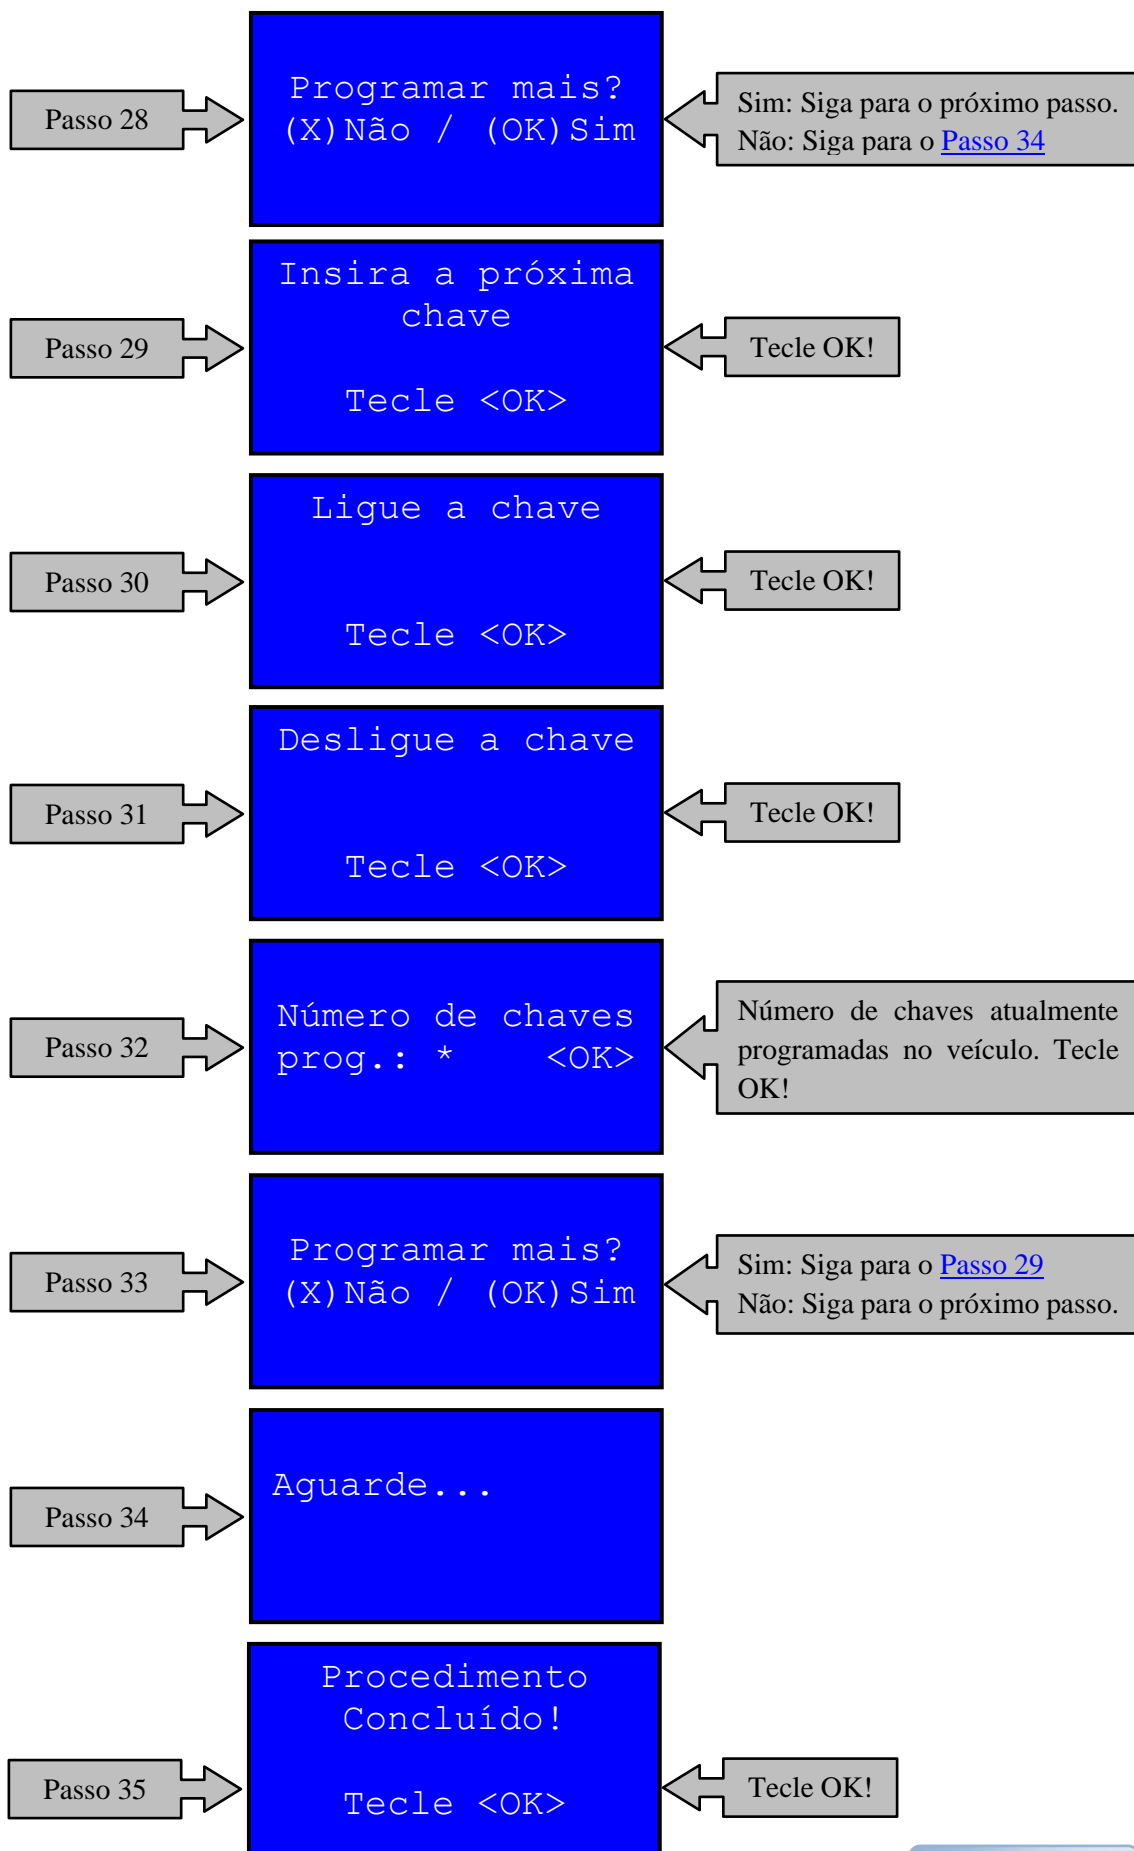 Passo 28
Programar mais?
(X)Não / (OK)Sim
Sim: Siga para o próximo passo.
Não: Siga para o Passo 34
Passo 29
Insira a próxima
chave
Tecle <OK>
Tecle OK!
Passo 30
Ligue a chave
Tecle <OK>
Tecle OK!
Passo 31
Desligue a chave
Tecle <OK>
Tecle OK!
Passo 32
Número de chaves
prog.: * <OK>
Número de chaves atualmente
programadas no veículo. Tecle
OK!
Passo 33
Programar mais?
(X)Não / (OK)Sim
Sim: Siga para o Passo 29
Não: Siga para o próximo passo.
Passo 34
Aguarde...
Passo 35
Procedimento
Concluído!
Tecle <OK>
Tecle OK!